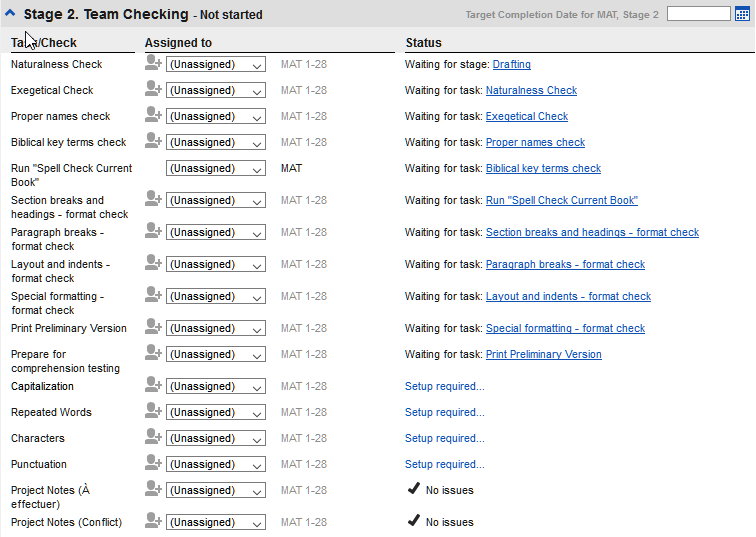 Stage 2. Team Checking - Not started Target Completion Date for MAT, Stage 2
Task/Check Assigned to Status
Naturalness Check (Unassigned) MAT 1-28 Waiting for stage: Drafting
Exegetical Check (Unassigned) MAT 1-28 Waiting for task: Naturalness Check
Proper names check (Unassigned) MAT 1-28 Waiting for task: Exegetical Check
Biblical key terms check (Unassigned) MAT 1-28 Waiting for task: Proper names check
Run "Spell Check Current (Unassigned) MAT Waiting for task: Biblical key terms check
Book"
Section breaks and (Unassigned) MAT 1-28 Waiting for task: Run "Spell Check Current Book"
headings - format check
Paragraph breaks - (Unassigned) MAT 1-28 Waiting for task: Section breaks and headings - format check
format check
Layout and indents - (Unassigned) MAT 1-28 Waiting for task: Paragraph breaks - format check
format check
Special formatting - (Unassigned) MAT 1-28 Waiting for task: Layout and indents - format check
format check
Print Preliminary Version (Unassigned) MAT 1-28 Waiting for task: Special formatting - format check
Prepare for (Unassigned) MAT 1-28 Waiting for task: Print Preliminary Version
comprehension testing
Capitalization (Unassigned) MAT 1-28 Setup required...
Repeated Words (Unassigned) MAT 1-28 Setup required...
Characters (Unassigned) MAT 1-28 Setup required...
Punctuation (Unassigned) MAT 1-28 Setup required...
Project Notes (À (Unassigned) MAT 1-28 No issues
effectuer)
Project Notes (Conflict) (Unassigned) MAT 1-28 No issues